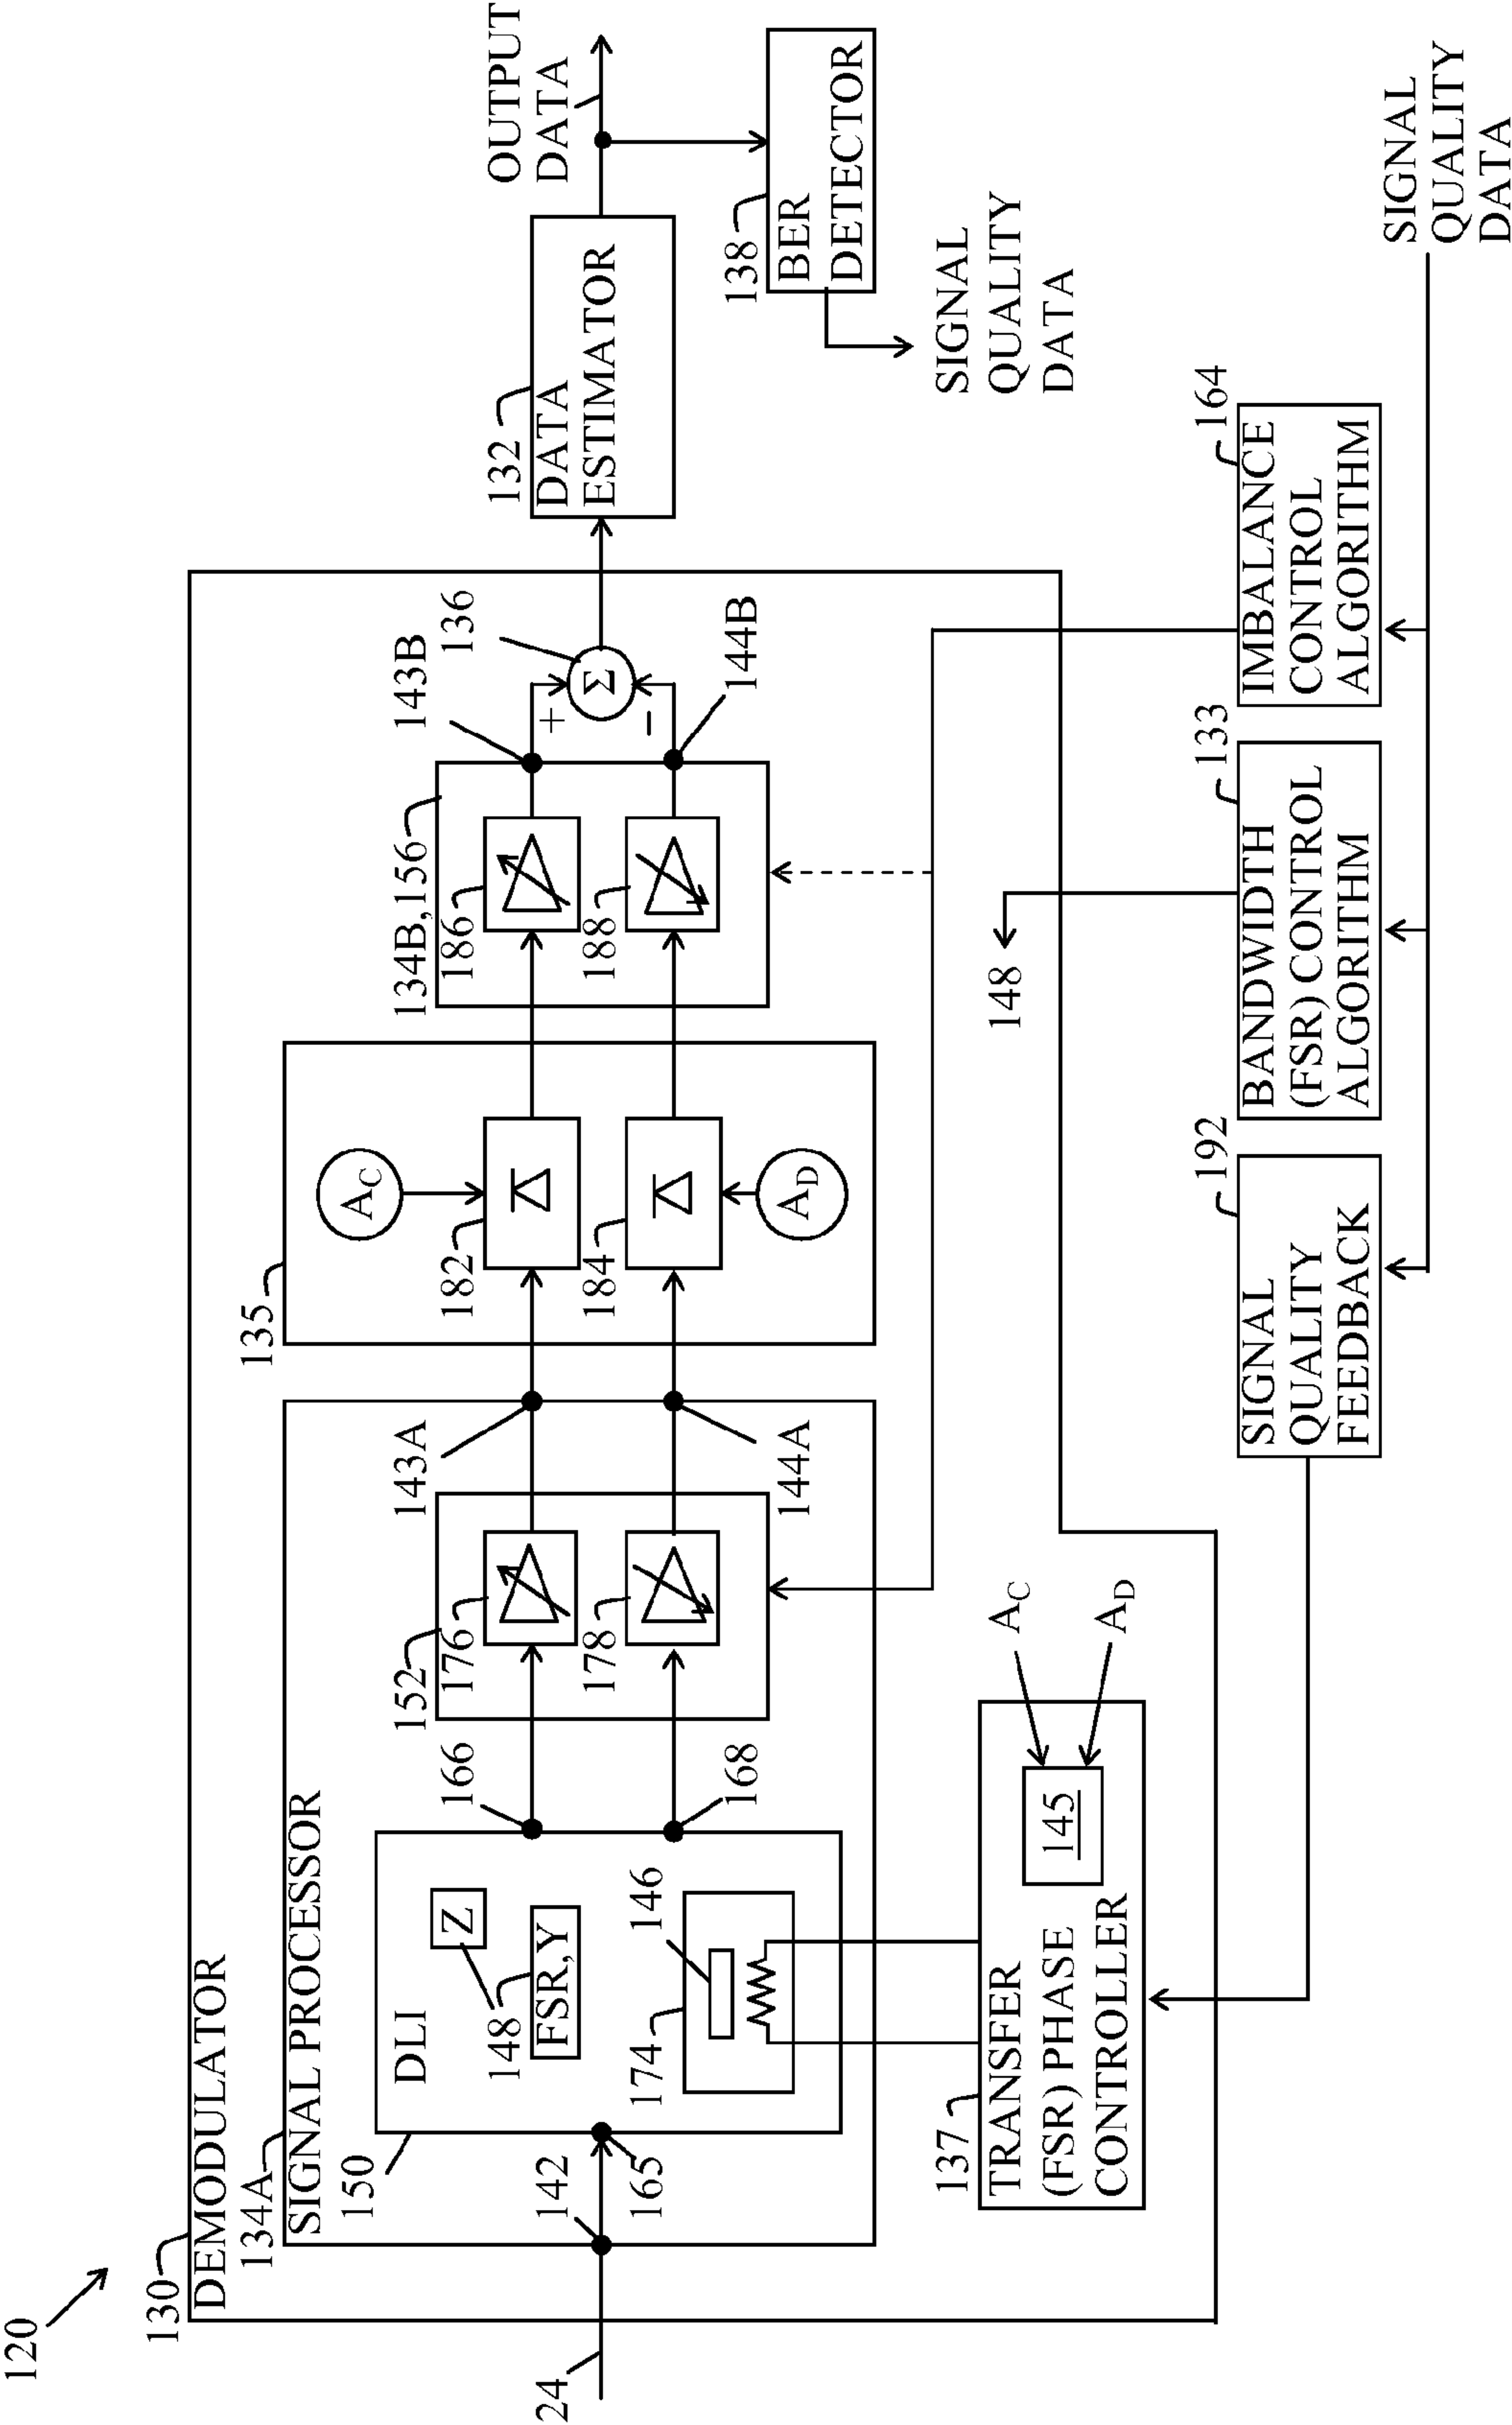 120
130
DEMODULATOR
134A
SIGNAL PROCESSOR
150
DLI
24
142
165
148
Z
FSR,Y
174
146
166
168
152
176
178
143A
144A
135
182
184
A_C
A_D
134B,156
186
188
143B
144B
136
+
−
Σ
132
DATA
ESTIMATOR
OUTPUT
DATA
138
BER
DETECTOR
SIGNAL
QUALITY
DATA
137
TRANSFER
(FSR) PHASE
CONTROLLER
145
A_C
A_D
148
192
SIGNAL
QUALITY
FEEDBACK
133
BANDWIDTH
(FSR) CONTROL
ALGORITHM
164
IMBALANCE
CONTROL
ALGORITHM
SIGNAL
QUALITY
DATA